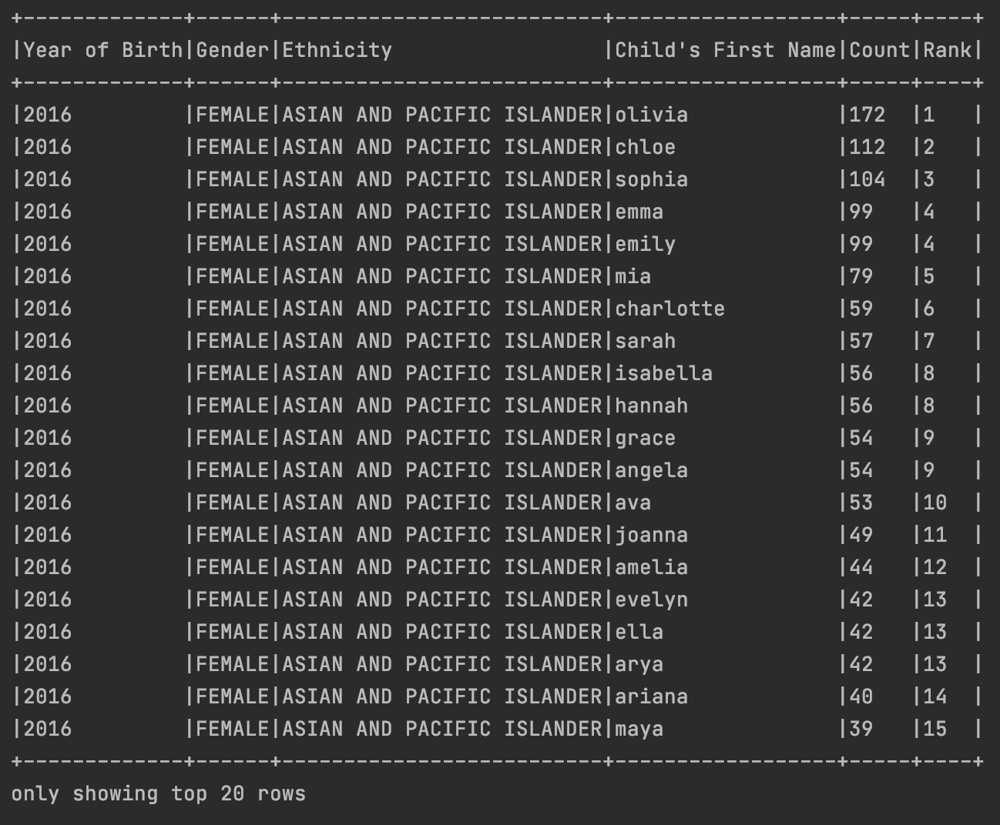 +-------------+------+--------------------------+------------------+-----+----+
|Year of Birth|Gender|Ethnicity                 |Child's First Name|Count|Rank|
+-------------+------+--------------------------+------------------+-----+----+
|2016         |FEMALE|ASIAN AND PACIFIC ISLANDER|olivia            |172  |1   |
|2016         |FEMALE|ASIAN AND PACIFIC ISLANDER|chloe             |112  |2   |
|2016         |FEMALE|ASIAN AND PACIFIC ISLANDER|sophia            |104  |3   |
|2016         |FEMALE|ASIAN AND PACIFIC ISLANDER|emma              |99   |4   |
|2016         |FEMALE|ASIAN AND PACIFIC ISLANDER|emily             |99   |4   |
|2016         |FEMALE|ASIAN AND PACIFIC ISLANDER|mia               |79   |5   |
|2016         |FEMALE|ASIAN AND PACIFIC ISLANDER|charlotte         |59   |6   |
|2016         |FEMALE|ASIAN AND PACIFIC ISLANDER|sarah             |57   |7   |
|2016         |FEMALE|ASIAN AND PACIFIC ISLANDER|isabella          |56   |8   |
|2016         |FEMALE|ASIAN AND PACIFIC ISLANDER|hannah            |56   |8   |
|2016         |FEMALE|ASIAN AND PACIFIC ISLANDER|grace             |54   |9   |
|2016         |FEMALE|ASIAN AND PACIFIC ISLANDER|angela            |54   |9   |
|2016         |FEMALE|ASIAN AND PACIFIC ISLANDER|ava               |53   |10  |
|2016         |FEMALE|ASIAN AND PACIFIC ISLANDER|joanna            |49   |11  |
|2016         |FEMALE|ASIAN AND PACIFIC ISLANDER|amelia            |44   |12  |
|2016         |FEMALE|ASIAN AND PACIFIC ISLANDER|evelyn            |42   |13  |
|2016         |FEMALE|ASIAN AND PACIFIC ISLANDER|ella              |42   |13  |
|2016         |FEMALE|ASIAN AND PACIFIC ISLANDER|arya              |42   |13  |
|2016         |FEMALE|ASIAN AND PACIFIC ISLANDER|ariana            |40   |14  |
|2016         |FEMALE|ASIAN AND PACIFIC ISLANDER|maya              |39   |15  |
+-------------+------+--------------------------+------------------+-----+----+
only showing top 20 rows